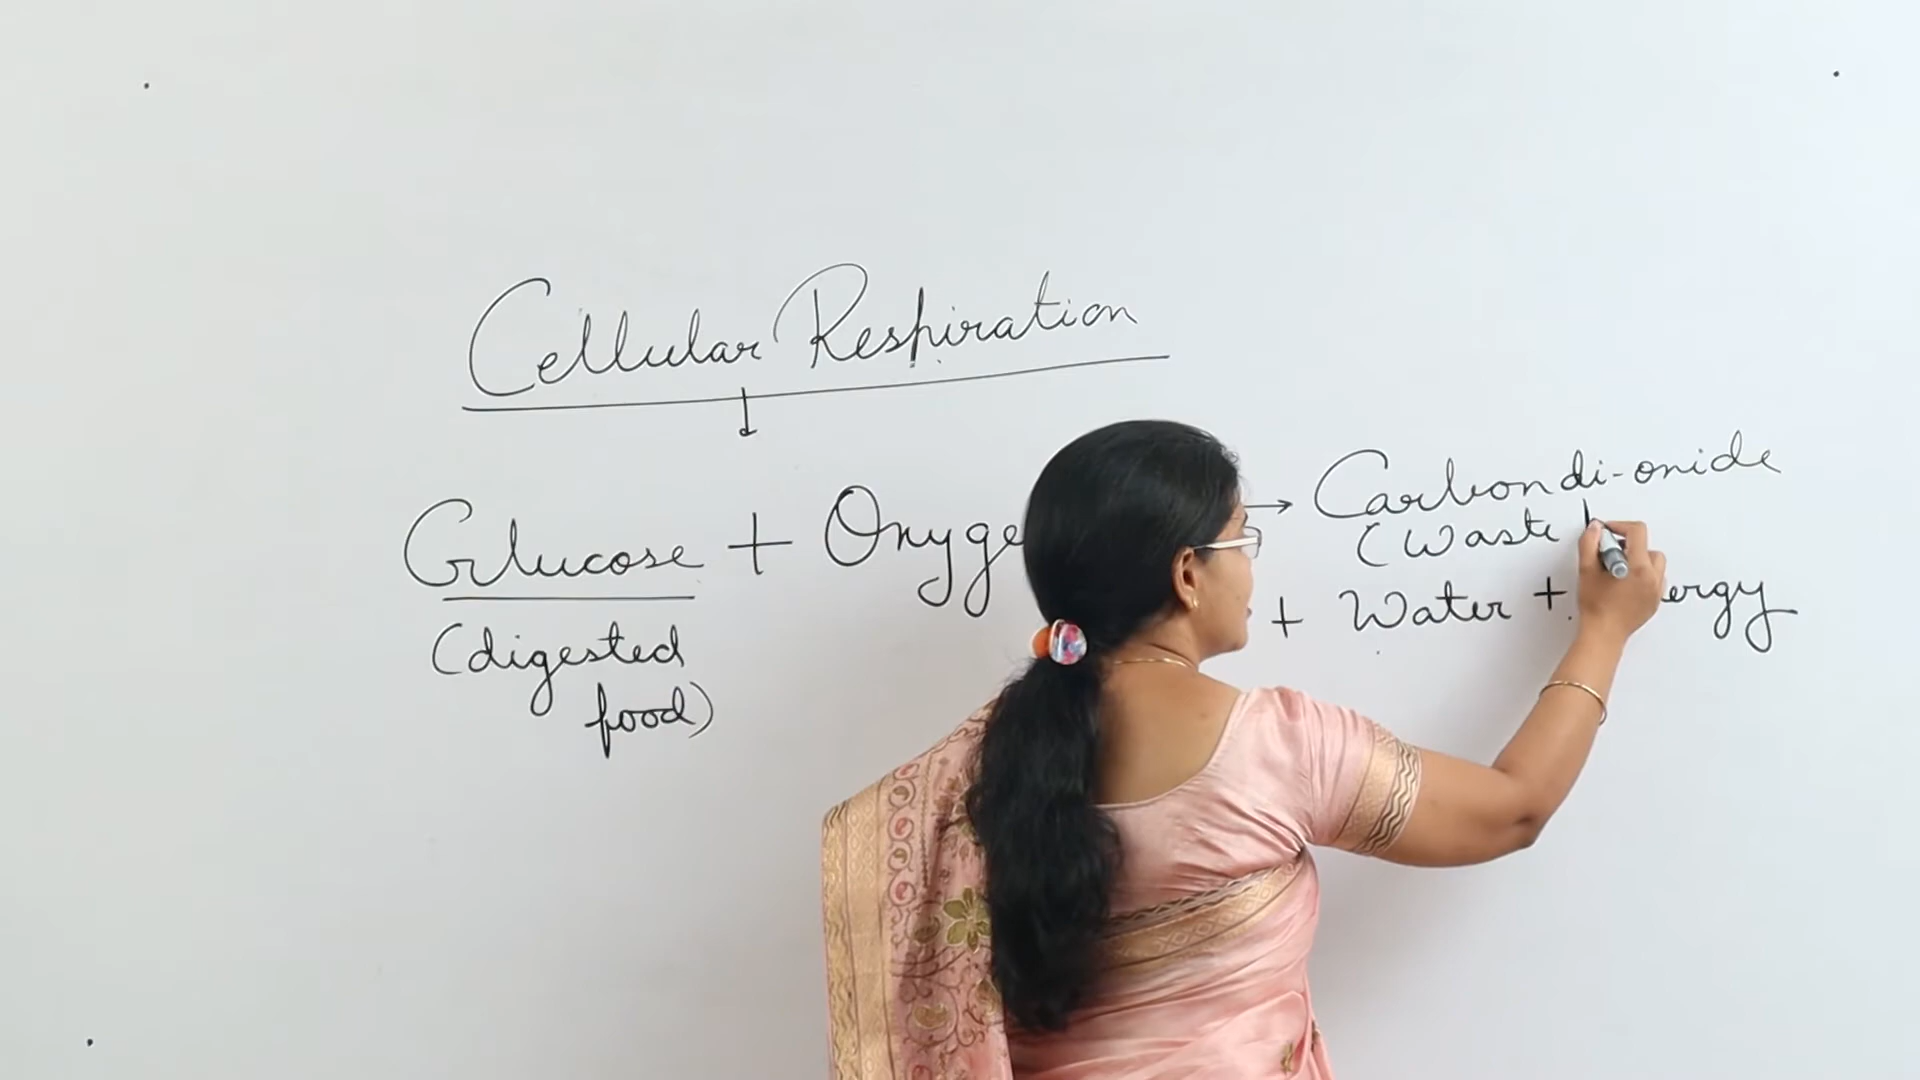 Cellular Respiration
Glucose + Oxyge → Carbondi-oxide
(Waste
+ Water + ergy
(digested
food)